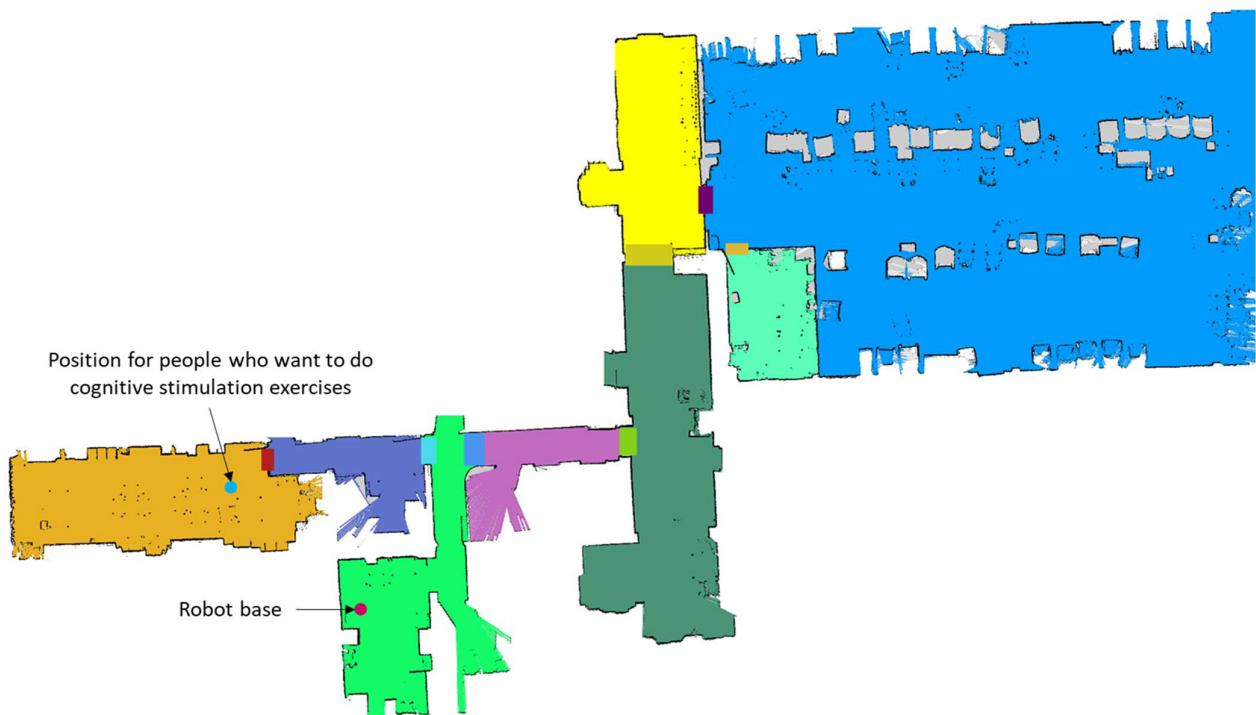 Position for people who want to do
cognitive stimulation exercises
Robot base